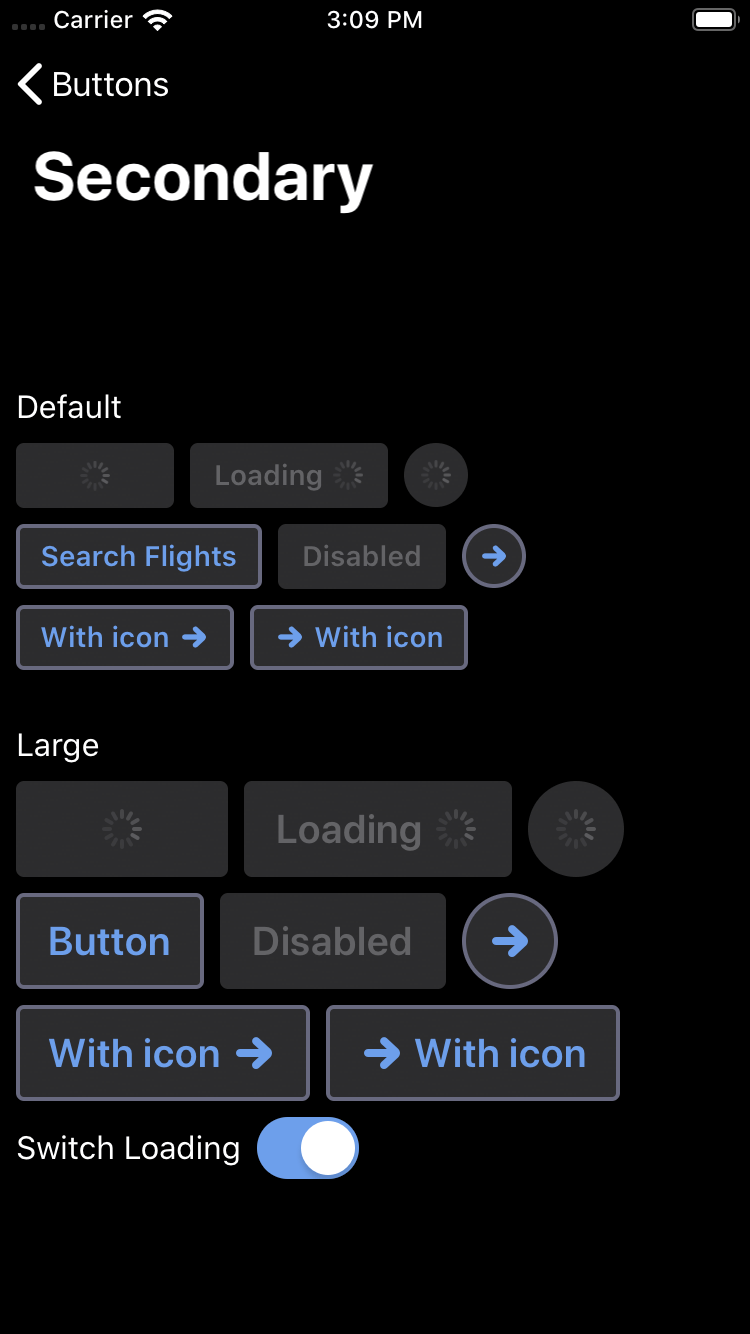 Carrier 3:09 PM
Buttons
Secondary
Default
Loading
Search Flights Disabled
With icon With icon
Large
Loading
Button Disabled
With icon With icon
Switch Loading